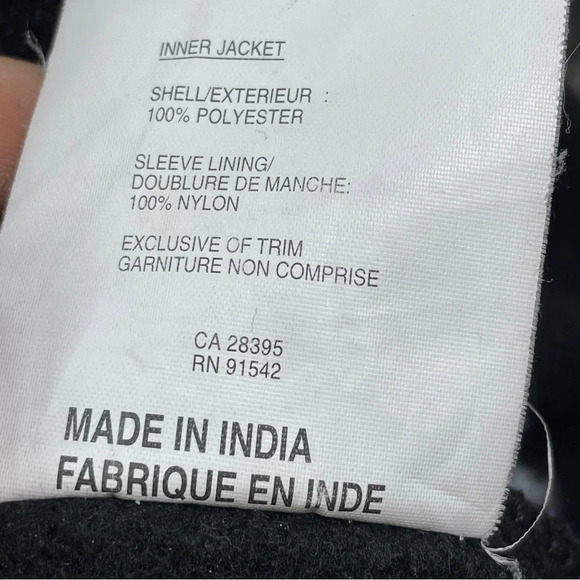 INNER JACKET
SHELL/EXTERIEUR :
100% POLYESTER
SLEEVE LINING/
DOUBLURE DE MANCHE:
100% NYLON
EXCLUSIVE OF TRIM
GARNITURE NON COMPRISE
CA 28395
RN 91542
MADE IN INDIA
FABRIQUE EN INDE